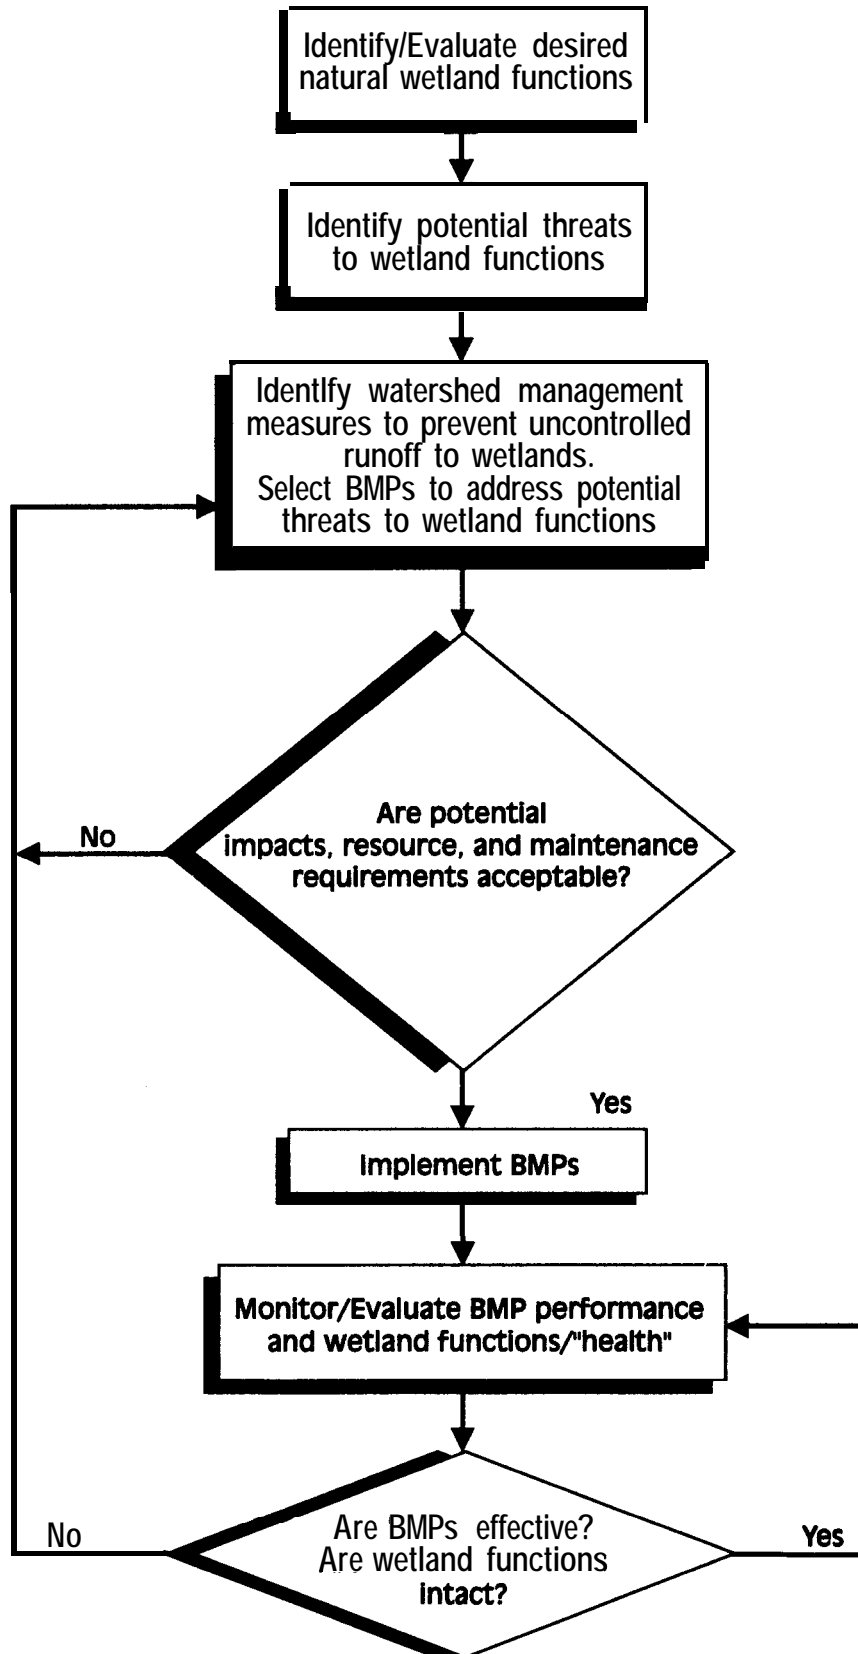 Identify/Evaluate desired
natural wetland functions
Identify potential threats
to wetland functions
Identify watershed management
measures to prevent uncontrolled
runoff to wetlands.
Select BMPs to address potential
threats to wetland functions
Are potential
impacts, resource, and maintenance
requirements acceptable?
No
Yes
Implement BMPs
Monitor/Evaluate BMP performance
and wetland functions/"health"
Are BMPs effective?
Are wetland functions
intact?
No
Yes